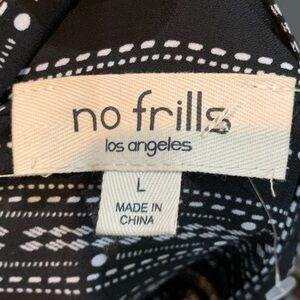 no frills
los angeles
L
MADE IN
CHINA